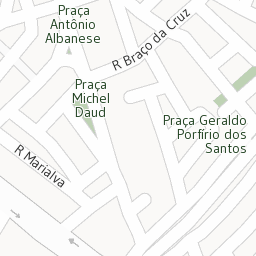 Praça
Antônio
Albanese
R Braço da Cruz
Praça
Michel
Daud
Praça Geraldo
Porfírio dos
Santos
R Marialva